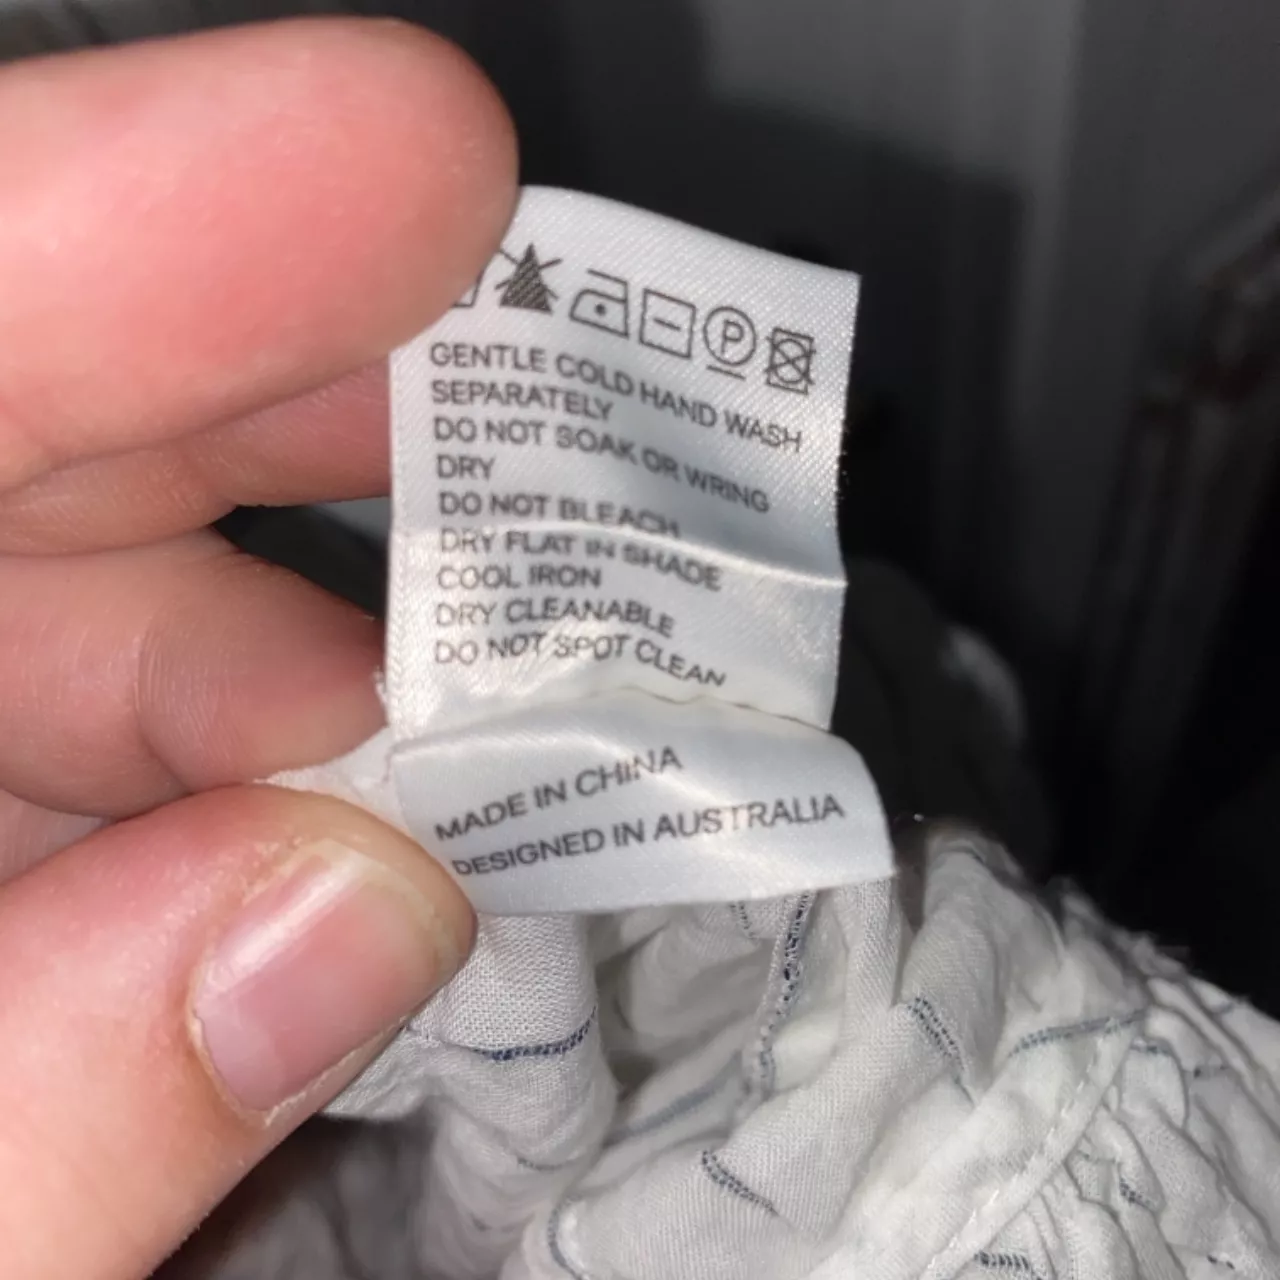 P
GENTLE COLD HAND WASH
SEPARATELY
DO NOT SOAK OR WRING
DRY
DO NOT BLEACH
DRY FLAT IN SHADE
COOL IRON
DRY CLEANABLE
DO NOT SPOT CLEAN
MADE IN CHINA
DESIGNED IN AUSTRALIA